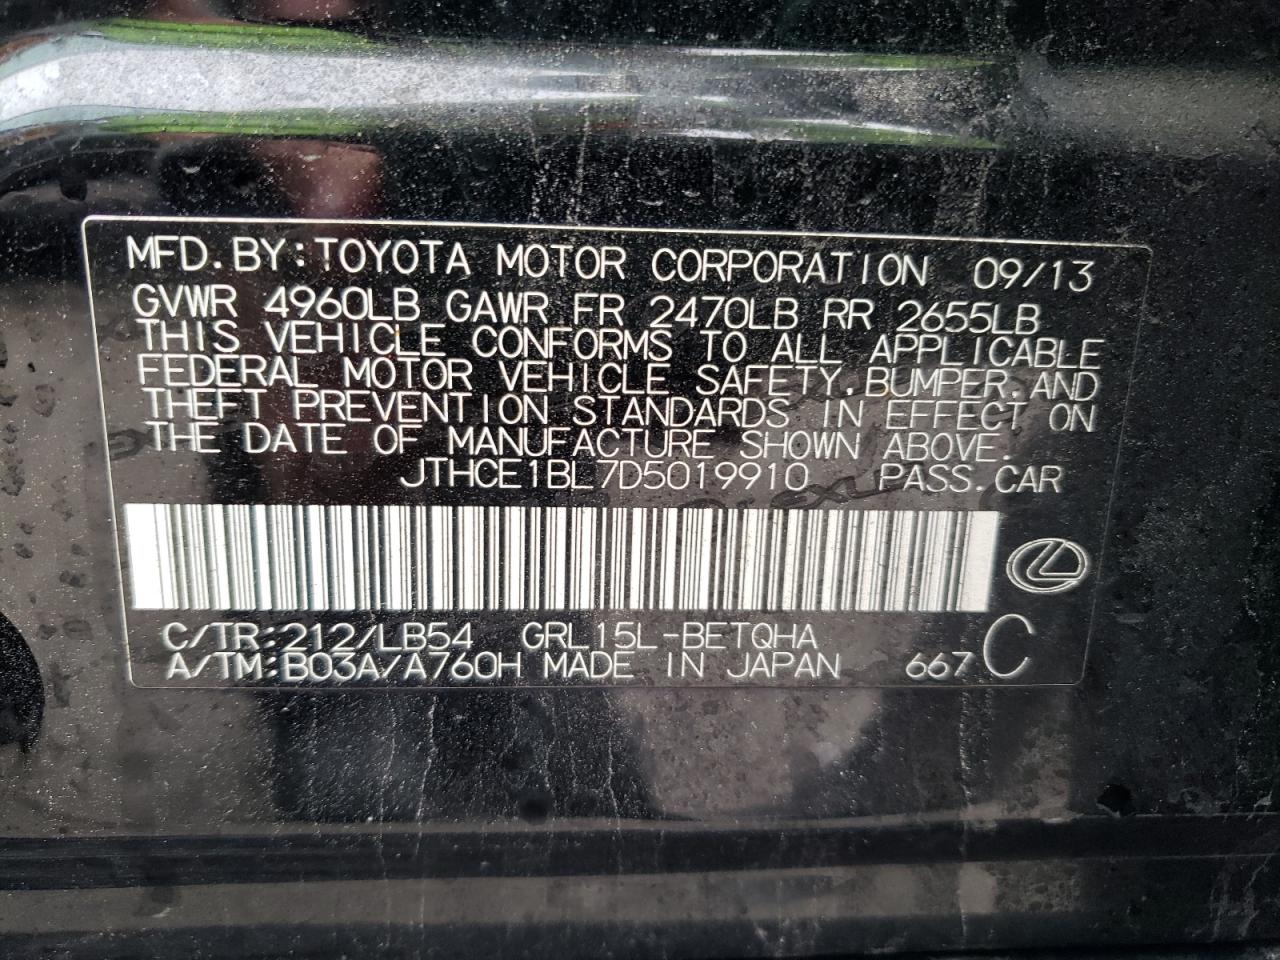 MFD. BY: TOYOTA MOTOR CORPORATION 09/13
GVWR 4960LB GAWR FR 2470LB RR 2655LB
THIS VEHICLE CONFORMS TO ALL APPLICABLE
FEDERAL MOTOR VEHICLE SAFETY, BUMPER, AND
THEFT PREVENTION STANDARDS IN EFFECT ON
THE DATE OF MANUFACTURE SHOWN ABOVE.
JTHCE1BL7D5019910 PASS. CAR
C/TR:212/LB54 GRL15L-BETQHA
A/TM:B03A/A760H MADE IN JAPAN 667 C